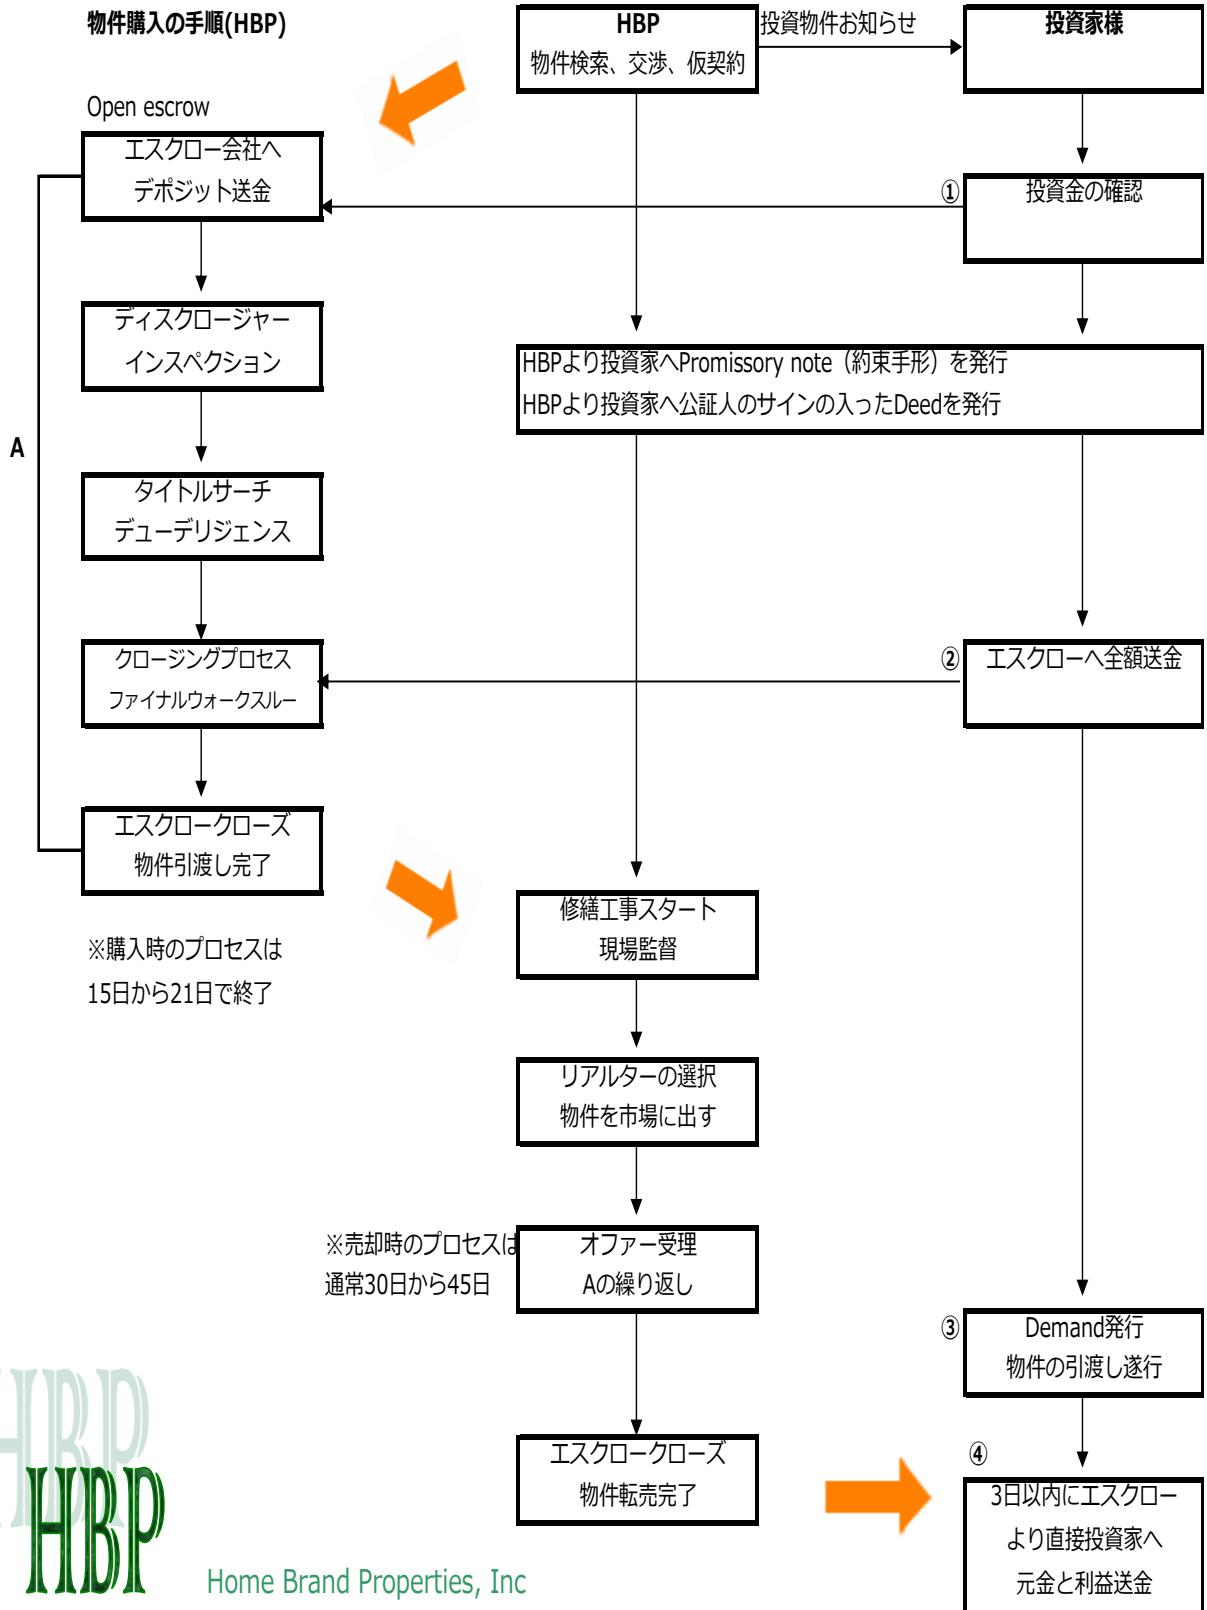 物件購入の手順(HBP)
HBP
物件検索、交渉、仮契約
投資物件お知らせ
投資家様
Open escrow
エスクロー会社へ
デポジット送金
①
投資金の確認
ディスクロージャー
インスペクション
HBPより投資家へPromissory note（約束手形）を発行
HBPより投資家へ公証人のサインの入ったDeedを発行
A
タイトルサーチ
デューデリジェンス
クロージングプロセス
ファイナルウォークスルー
②
エスクローへ全額送金
エスクロークローズ
物件引渡し完了
※購入時のプロセスは
15日から21日で終了
修繕工事スタート
現場監督
リアルターの選択
物件を市場に出す
※売却時のプロセスは
通常30日から45日
オファー受理
Aの繰り返し
③
Demand発行
物件の引渡し遂行
エスクロークローズ
物件転売完了
④
3日以内にエスクロー
より直接投資家へ
元金と利益送金
HBP
HBP
Home Brand Properties, Inc